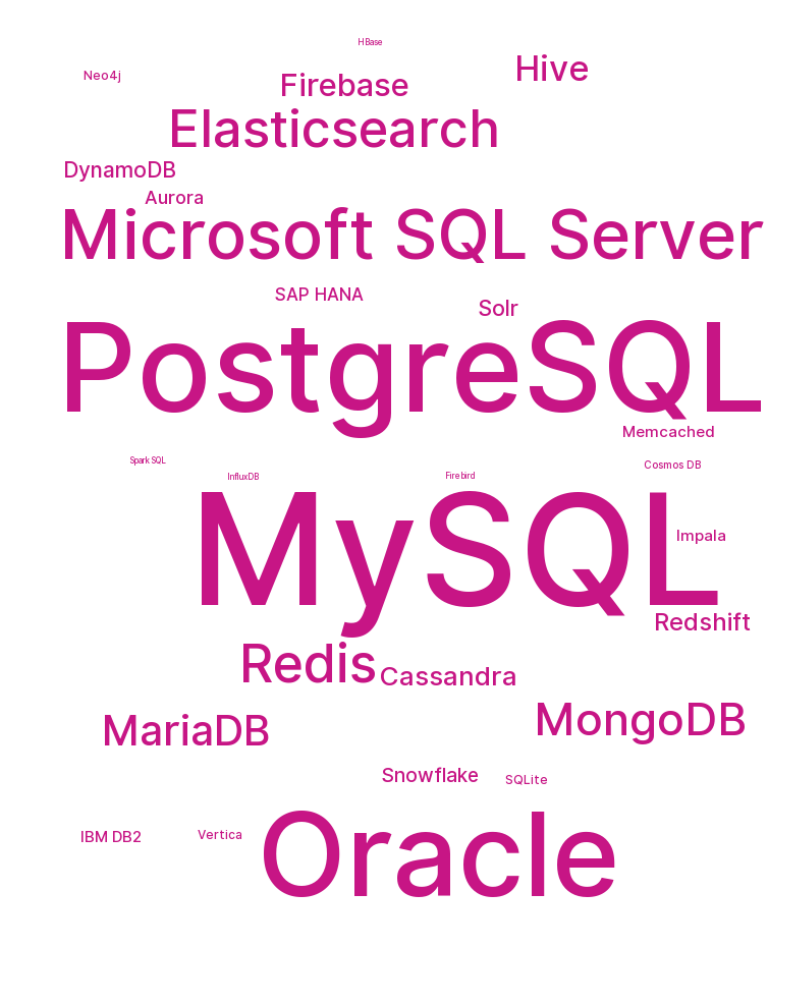 HBase
Hive
Neo4j
Firebase
Elasticsearch
DynamoDB
Aurora
Microsoft SQL Server
SAP HANA
Solr
PostgreSQL
Memcached
Spark SQL
Cosmos DB
InfluxDB
Firebird
MySQL
Impala
Redshift
Redis
Cassandra
MongoDB
MariaDB
Snowflake
SQLite
IBM DB2
Vertica
Oracle